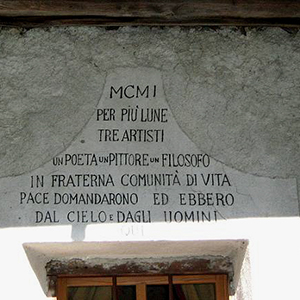 MCMI
PER PIÙ LUNE
TRE ARTISTI
UN POETA UN PITTORE UN FILOSOFO
IN FRATERNA COMUNITÀ DI VITA
PACE DOMANDARONO ED EBBERO
DAL CIELO E DAGLI UOMINI
QUI